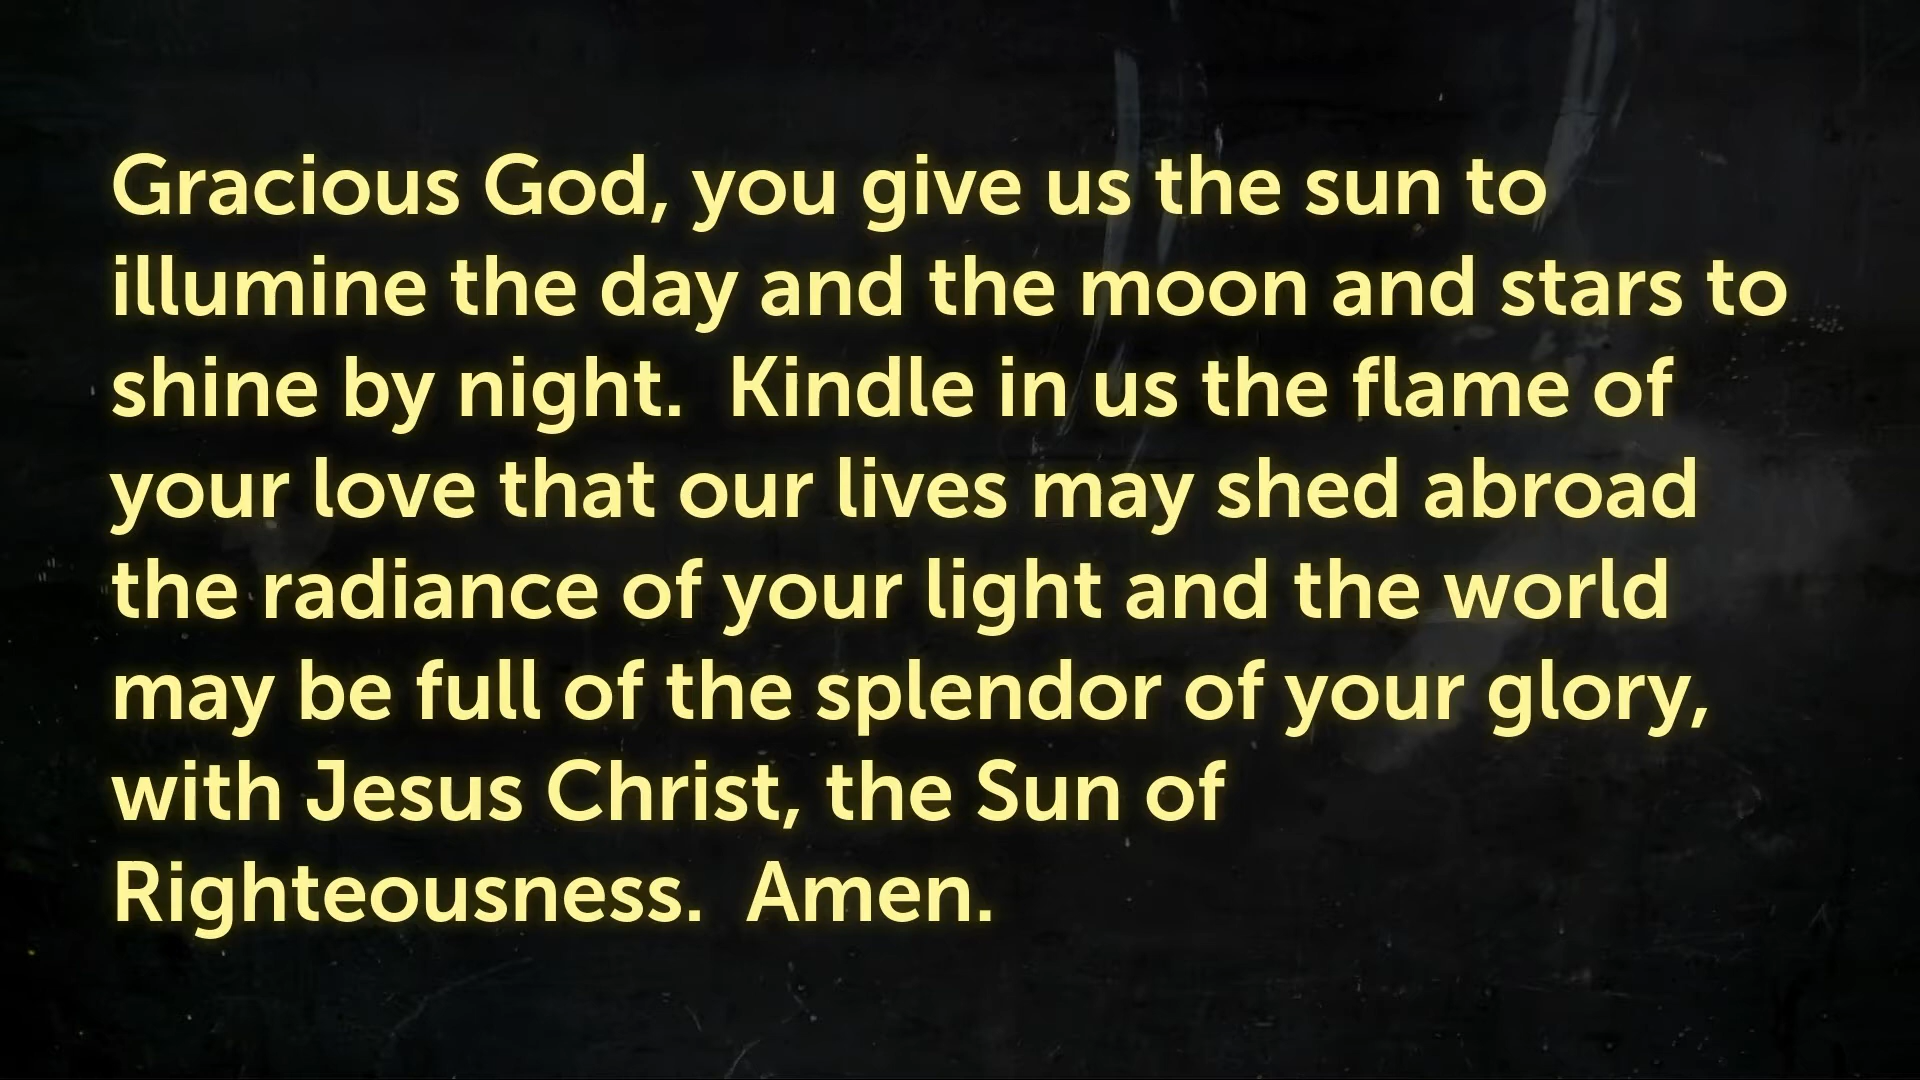 Gracious God, you give us the sun to
illumine the day and the moon and stars to
shine by night.  Kindle in us the flame of
your love that our lives may shed abroad
the radiance of your light and the world
may be full of the splendor of your glory,
with Jesus Christ, the Sun of
Righteousness.  Amen.